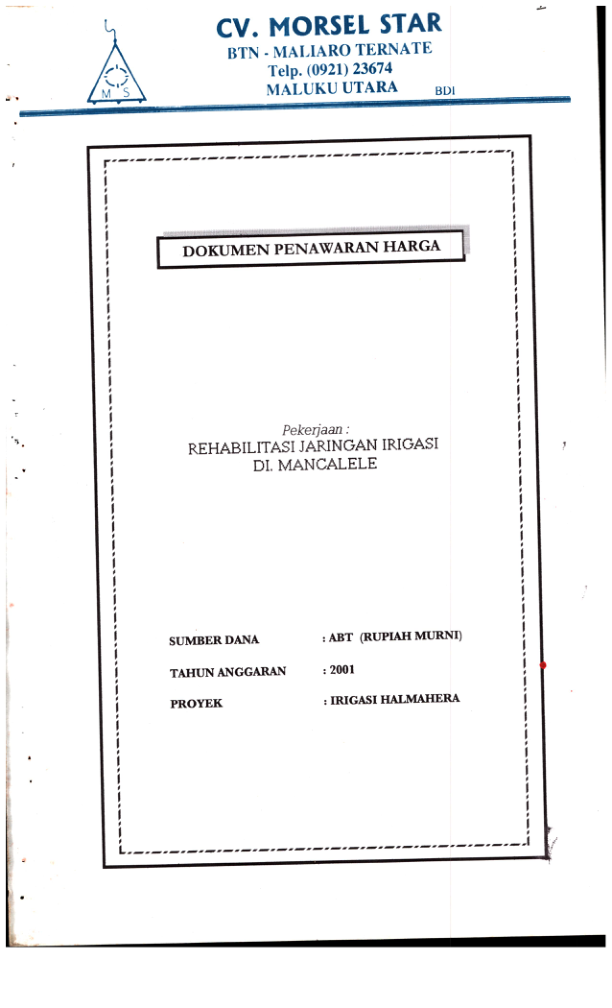 CV. MORSEL STAR
BTN - MALIARO TERNATE
Telp. (0921) 23674
MALUKU UTARA BDI
M S
DOKUMEN PENAWARAN HARGA
Pekerjaan :
REHABILITASI JARINGAN IRIGASI
DI. MANCALELE
SUMBER DANA : ABT (RUPIAH MURNI)
TAHUN ANGGARAN : 2001
PROYEK : IRIGASI HALMAHERA